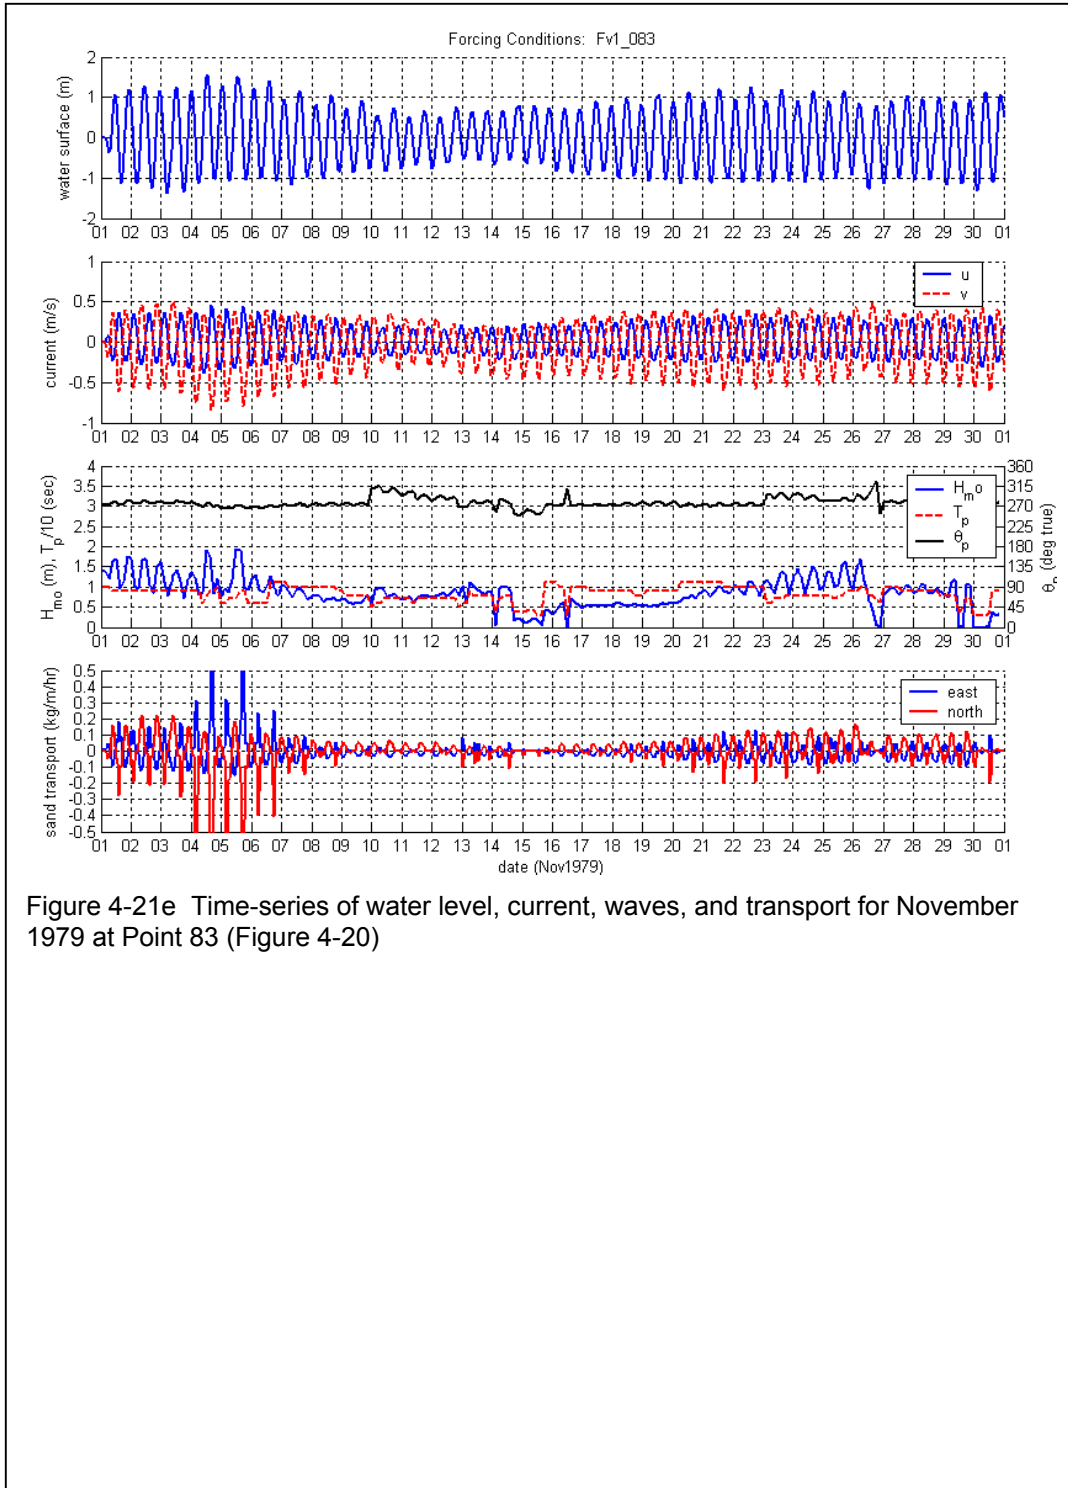 Forcing Conditions: Fv1_083
water surface (m)
2
1
0
-1
-2
01 02 03 04 05 06 07 08 09 10 11 12 13 14 15 16 17 18 19 20 21 22 23 24 25 26 27 28 29 30 01
current (m/s)
1
0.5
0
-0.5
-1
u
v
01 02 03 04 05 06 07 08 09 10 11 12 13 14 15 16 17 18 19 20 21 22 23 24 25 26 27 28 29 30 01
H_mo (m), T_p/10 (sec)
4
3.5
3
2.5
2
1.5
1
0.5
0
H_mo
T_p
θ_p
360
315
270
225
180
135
90
45
0
θ_p (deg true)
01 02 03 04 05 06 07 08 09 10 11 12 13 14 15 16 17 18 19 20 21 22 23 24 25 26 27 28 29 30 01
sand transport (kg/m/hr)
0.5
0.4
0.3
0.2
0.1
0
-0.1
-0.2
-0.3
-0.4
-0.5
east
north
01 02 03 04 05 06 07 08 09 10 11 12 13 14 15 16 17 18 19 20 21 22 23 24 25 26 27 28 29 30 01
date (Nov1979)
Figure 4-21e Time-series of water level, current, waves, and transport for November
1979 at Point 83 (Figure 4-20)